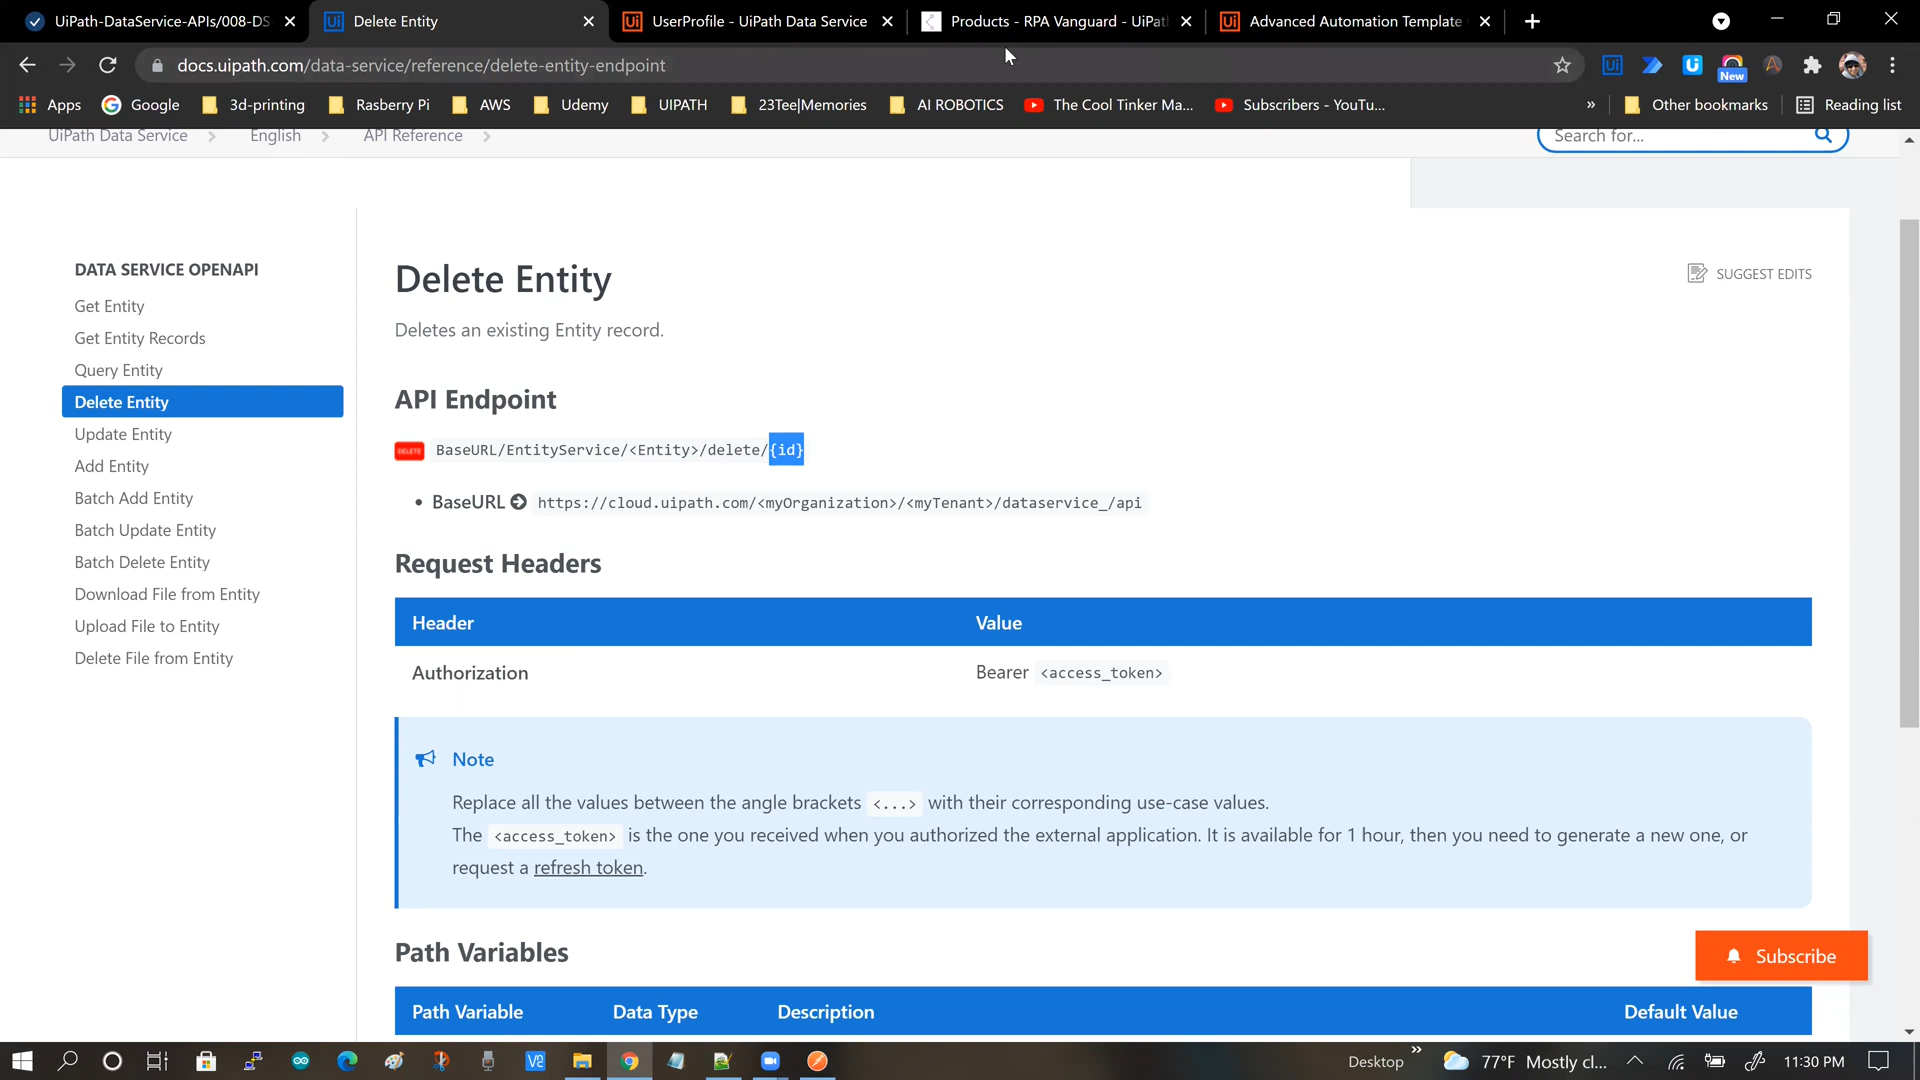 UiPath-DataService-APIs/008-DS
Delete Entity
UserProfile - UiPath Data Service
Products - RPA Vanguard - UiPat
Advanced Automation Template
docs.uipath.com/data-service/reference/delete-entity-endpoint
New
Apps
Google
3d-printing
Rasberry Pi
AWS
Udemy
UIPATH
23Tee|Memories
AI ROBOTICS
The Cool Tinker Ma...
Subscribers - YouTu...
»
Other bookmarks
Reading list
UiPath Data Service
English
API Reference
Search for...
DATA SERVICE OPENAPI
Get Entity
Get Entity Records
Query Entity
Delete Entity
Update Entity
Add Entity
Batch Add Entity
Batch Update Entity
Batch Delete Entity
Download File from Entity
Upload File to Entity
Delete File from Entity
Delete Entity
SUGGEST EDITS
Deletes an existing Entity record.
API Endpoint
DELETE BaseURL/EntityService/<Entity>/delete/{id}
• BaseURL https://cloud.uipath.com/<myOrganization>/<myTenant>/dataservice_/api
Request Headers
Header Value
Authorization Bearer <access_token>
Note
Replace all the values between the angle brackets <...> with their corresponding use-case values.
The <access_token> is the one you received when you authorized the external application. It is available for 1 hour, then you need to generate a new one, or
request a refresh token.
Path Variables
Subscribe
Path Variable Data Type Description Default Value
Desktop
»
77°F Mostly cl...
11:30 PM